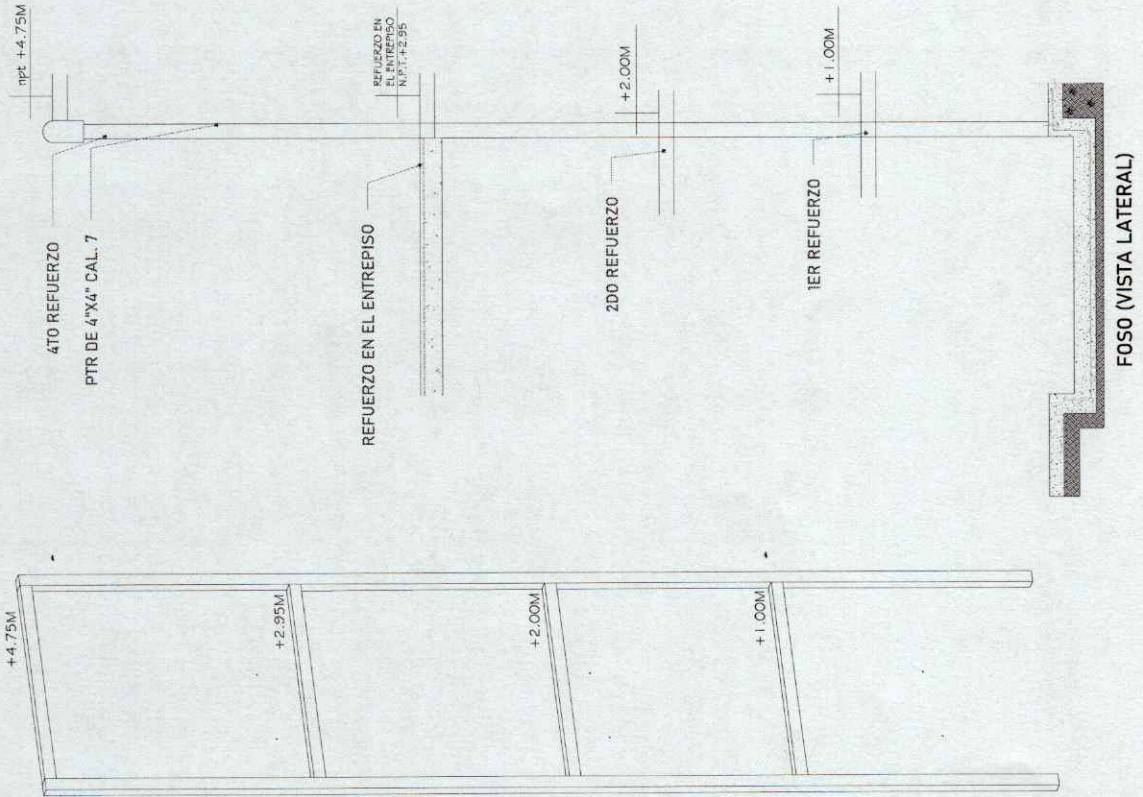 npt +4.75M
4TO REFUERZO
PTR DE 4"X4" CAL. 7
REFUERZO EN
EL ENTREPISO
N.P.T.+2.95
REFUERZO EN EL ENTREPISO
+2.00M
2DO REFUERZO
+1.00M
1ER REFUERZO
FOSO (VISTA LATERAL)
+4.75M
+2.95M
+2.00M
+1.00M